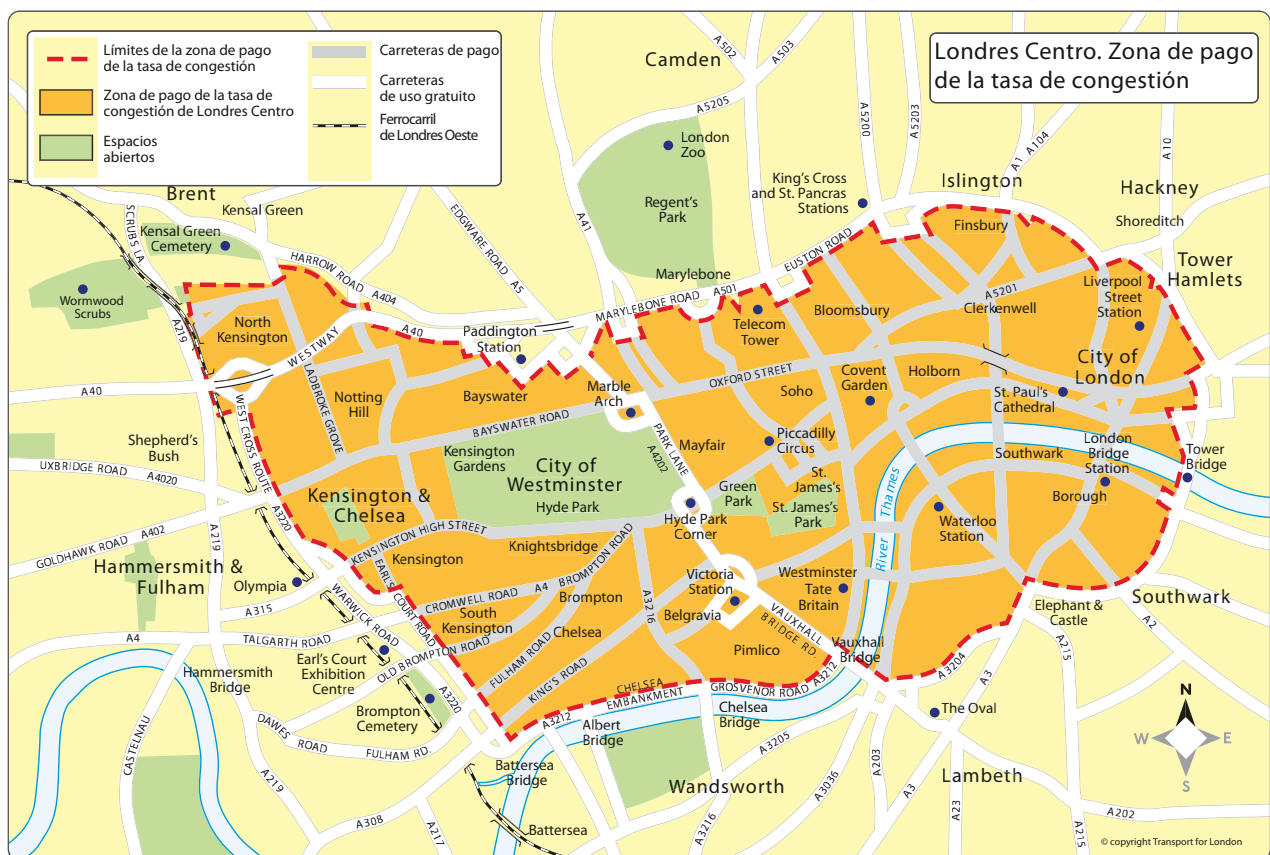 Límites de la zona de pago
de la tasa de congestión
Zona de pago de la tasa de
congestión de Londres Centro
Espacios
abiertos
Carreteras de pago
Carreteras
de uso gratuito
Ferrocarril
de Londres Oeste
Londres Centro. Zona de pago
de la tasa de congestión
Camden
A502
A503
A5205
A5200
A5203
A1
A104
A10
London
Zoo
Regent's
Park
King's Cross
and St. Pancras
Stations
Islington
Hackney
Shoreditch
Finsbury
Tower
Hamlets
Brent
Kensal Green
Kensal Green
Cemetery
SCRUBS LA.
Wormwood
Scrubs
A219
HARROW ROAD
A404
EDGWARE ROAD
A5
A41
Marylebone
MARYLEBONE ROAD
A501
EUSTON ROAD
North
Kensington
WESTWAY
A40
Paddington
Station
Telecom
Tower
Bloomsbury
Clerkenwell
A5201
Liverpool
Street
Station
City of
London
A40
LADBROKE GROVE
Notting
Hill
Bayswater
Marble
Arch
OXFORD STREET
Soho
Covent
Garden
Holborn
St. Paul's
Cathedral
WEST CROSS ROUTE
Shepherd's
Bush
UXBRIDGE ROAD
A4020
BAYSWATER ROAD
Kensington
Gardens
City of
Westminster
Hyde Park
PARK LANE
A4202
Mayfair
Piccadilly
Circus
Green
Park
St.
James's
St. James's
Park
River Thames
Southwark
London
Bridge
Station
Borough
Tower
Bridge
Kensington &
Chelsea
A3220
A402
GOLDHAWK ROAD
A219
Hammersmith &
Fulham
Olympia
A315
KENSINGTON HIGH STREET
Kensington
Knightsbridge
Hyde Park
Corner
Waterloo
Station
EARLS COURT ROAD
WARWICK ROAD
CROMWELL ROAD
A4
BROMPTON ROAD
Brompton
South
Kensington
A3216
Victoria
Station
Belgravia
Westminster
Tate
Britain
Elephant &
Castle
Southwark
A2
A4
TALGARTH ROAD
Earl's Court
Exhibition
Centre
OLD BROMPTON ROAD
Chelsea
FULHAM ROAD
KING'S ROAD
Pimlico
VAUXHALL
BRIDGE RD.
Vauxhall
Bridge
A3204
A3
A215
Hammersmith
Bridge
Brompton
Cemetery
A3220
CHELSEA
EMBANKMENT
GROSVENOR ROAD
A3212
A3212
Albert
Bridge
Chelsea
Bridge
The Oval
CASTELNAU
DAWES ROAD
FULHAM RD.
A219
A308
A217
Battersea
Bridge
Battersea
Wandsworth
A3205
A3216
A3036
A203
A3
Lambeth
A23
A215
A202
N
W
E
S
© copyright Transport for London